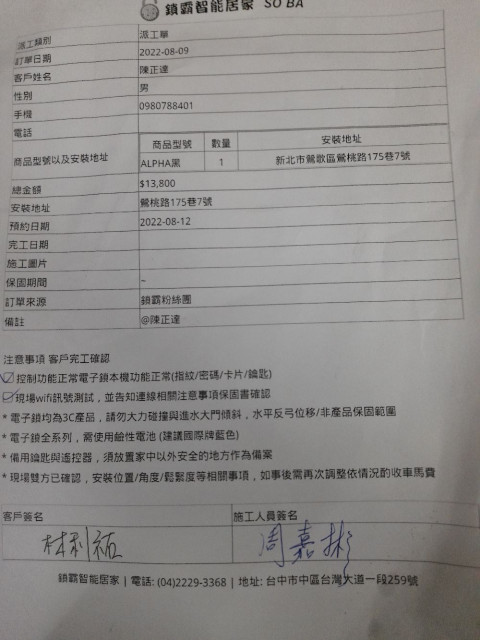 鎖霸智能居家 SO BA
派工類別 派工單
訂單日期 2022-08-09
客戶姓名 陳正達
性別 男
手機 0980788401
電話
商品型號以及安裝地址 商品型號 數量 安裝地址
ALPHA黑 1 新北市鶯歌區鶯桃路175巷7號
總金額 $13,800
安裝地址 鶯桃路175巷7號
預約日期 2022-08-12
完工日期
施工圖片
保固期間 –
訂單來源 鎖霸粉絲團
備註 @陳正達
注意事項 客戶完工確認
控制功能正常電子鎖本機功能正常(指紋/密碼/卡片/鑰匙)
現場wifi訊號測試，並告知連線相關注意事項保固書確認
* 電子鎖均為3C產品，請勿大力碰撞與進水大門傾斜，水平反弓位移/非產品保固範圍
* 電子鎖全系列，需使用鹼性電池 (建議國際牌藍色)
* 備用鑰匙與遙控器，須放置家中以外安全的地方作為備案
* 現場雙方已確認，安裝位置/角度/鬆緊度等相關事項，如事後需再次調整依情況酌收車馬費
客戶簽名 施工人員簽名
周嘉彬
鎖霸智能居家 | 電話: (04)2229-3368 | 地址: 台中市中區台灣大道一段259號